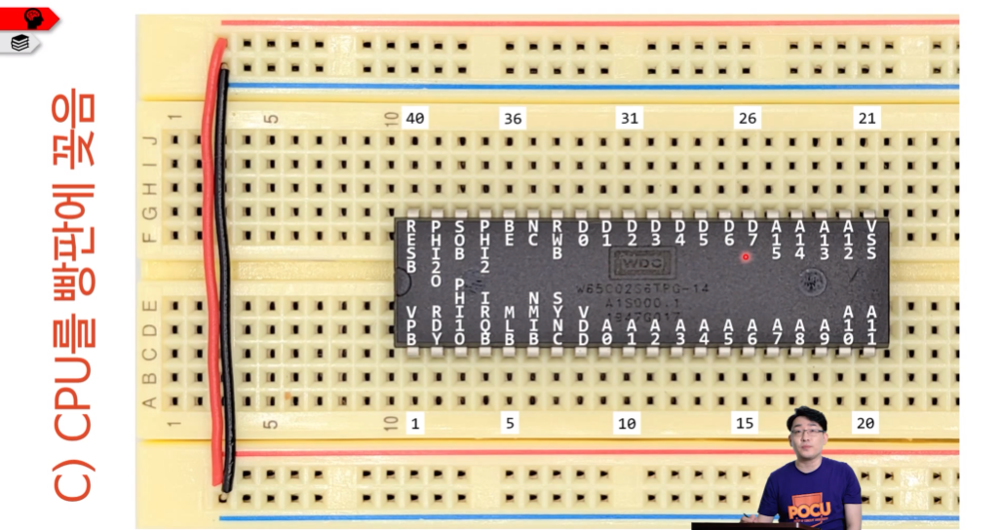 C) CPU를 빵판에 꽂음
1 5 10
40 36 31 26 21
J
I
H
G
F
RESB PHI2O SOB PHI2 BE NC RWB D0 D1 D2 D3 D4 D5 D6 D7 A15 A14 A13 A12 VSS
WDC
W65C02S6TPG-14
VPB RDY PHI1O IRQB MLB NMIB SYNC VDD A0 A1 A2 A3 A4 A5 A6 A7 A8 A9 A10 A11
E
D
C
B
A
1 5 10
1 5 10 15 20
POCU